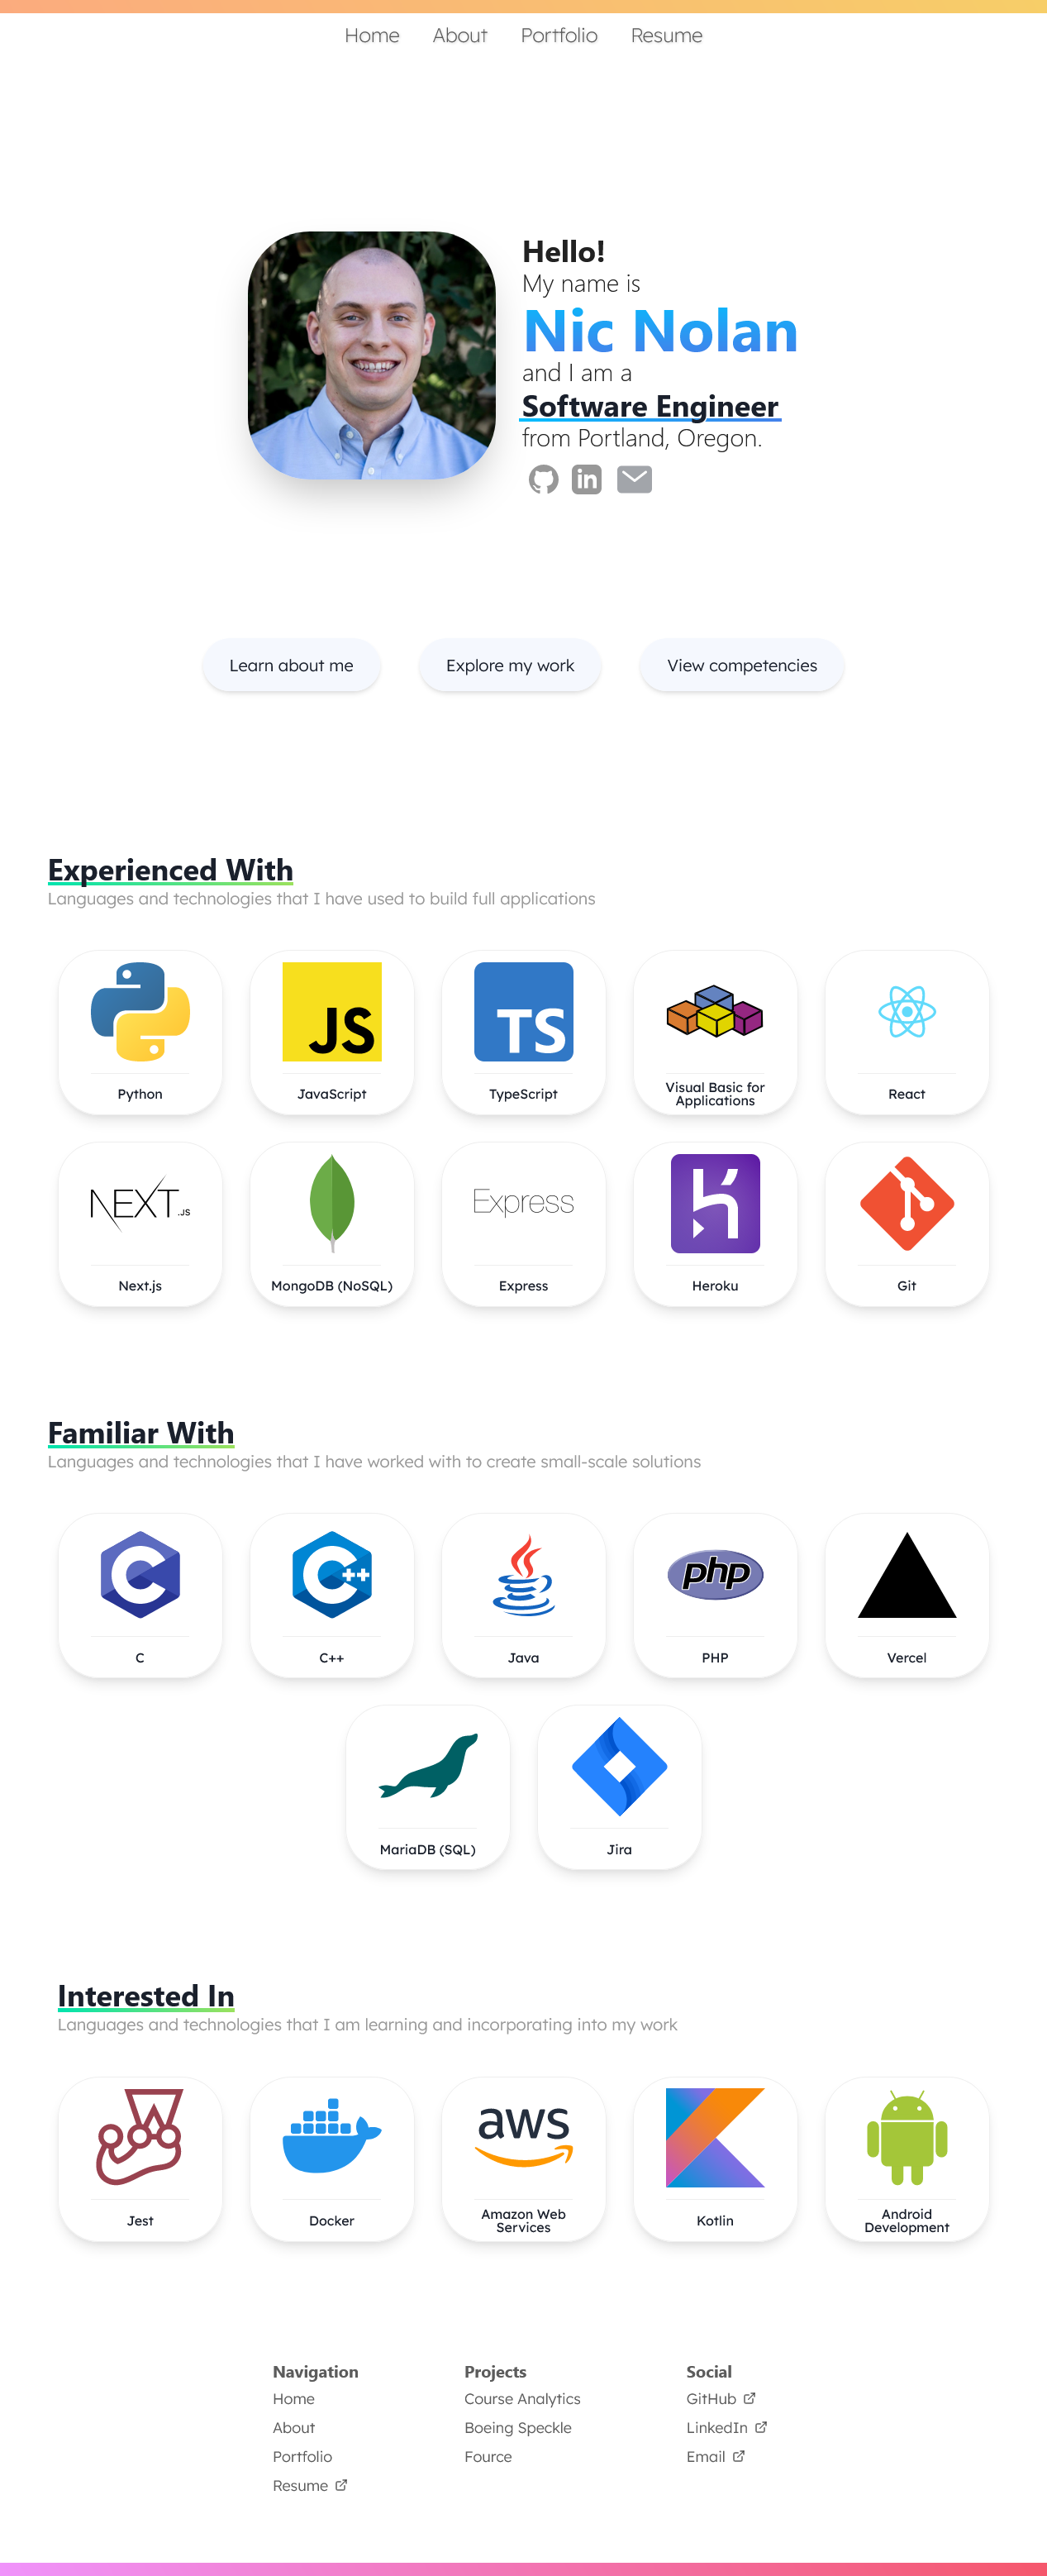 Home About Portfolio Resume
Hello!
My name is
Nic Nolan
and I am a
Software Engineer
from Portland, Oregon.
in
Learn about me Explore my work View competencies
Experienced With
Languages and technologies that I have used to build full applications
JS TS
Python JavaScript TypeScript Visual Basic for Applications React
NEXT.JS Express
Next.js MongoDB (NoSQL) Express Heroku Git
Familiar With
Languages and technologies that I have worked with to create small-scale solutions
C C++ php
C C++ Java PHP Vercel
MariaDB (SQL) Jira
Interested In
Languages and technologies that I am learning and incorporating into my work
aws
Jest Docker Amazon Web Services Kotlin Android Development
Navigation Projects Social
Home Course Analytics GitHub
About Boeing Speckle LinkedIn
Portfolio Fource Email
Resume